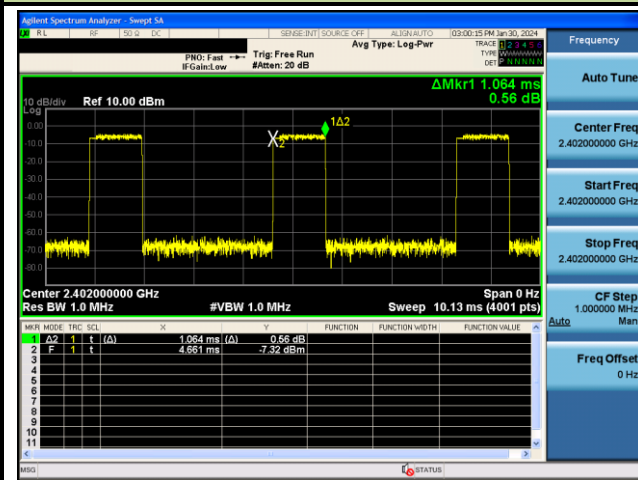 Agilent Spectrum Analyzer - Swept SA
RL RF 50 Ω DC SENSE:INT SOURCE OFF ALIGN AUTO 03:00:15 PM Jan 30, 2024
Avg Type: Log-Pwr
TRACE 1 2 3 4 5 6
TYPE
DET P N N N N N
PNO: Fast
IFGain:Low
Trig: Free Run
#Atten: 20 dB
ΔMkr1 1.064 ms
0.56 dB
10 dB/div Ref 10.00 dBm
Log
0.00
-10.0
-20.0
-30.0
-40.0
-50.0
-60.0
-70.0
-80.0
1Δ2
X2
Center 2.402000000 GHz Span 0 Hz
Res BW 1.0 MHz #VBW 1.0 MHz Sweep 10.13 ms (4001 pts)
MKR MODE TRC SCL X Y FUNCTION FUNCTION WIDTH FUNCTION VALUE
1 Δ2 1 t (Δ) 1.064 ms (Δ) 0.56 dB
2 F 1 t 4.661 ms -7.32 dBm
3
4
5
6
7
8
9
10
11
MSG STATUS
Frequency
Auto Tune
Center Freq
2.402000000 GHz
Start Freq
2.402000000 GHz
Stop Freq
2.402000000 GHz
CF Step
1.000000 MHz
Auto Man
Freq Offset
0 Hz